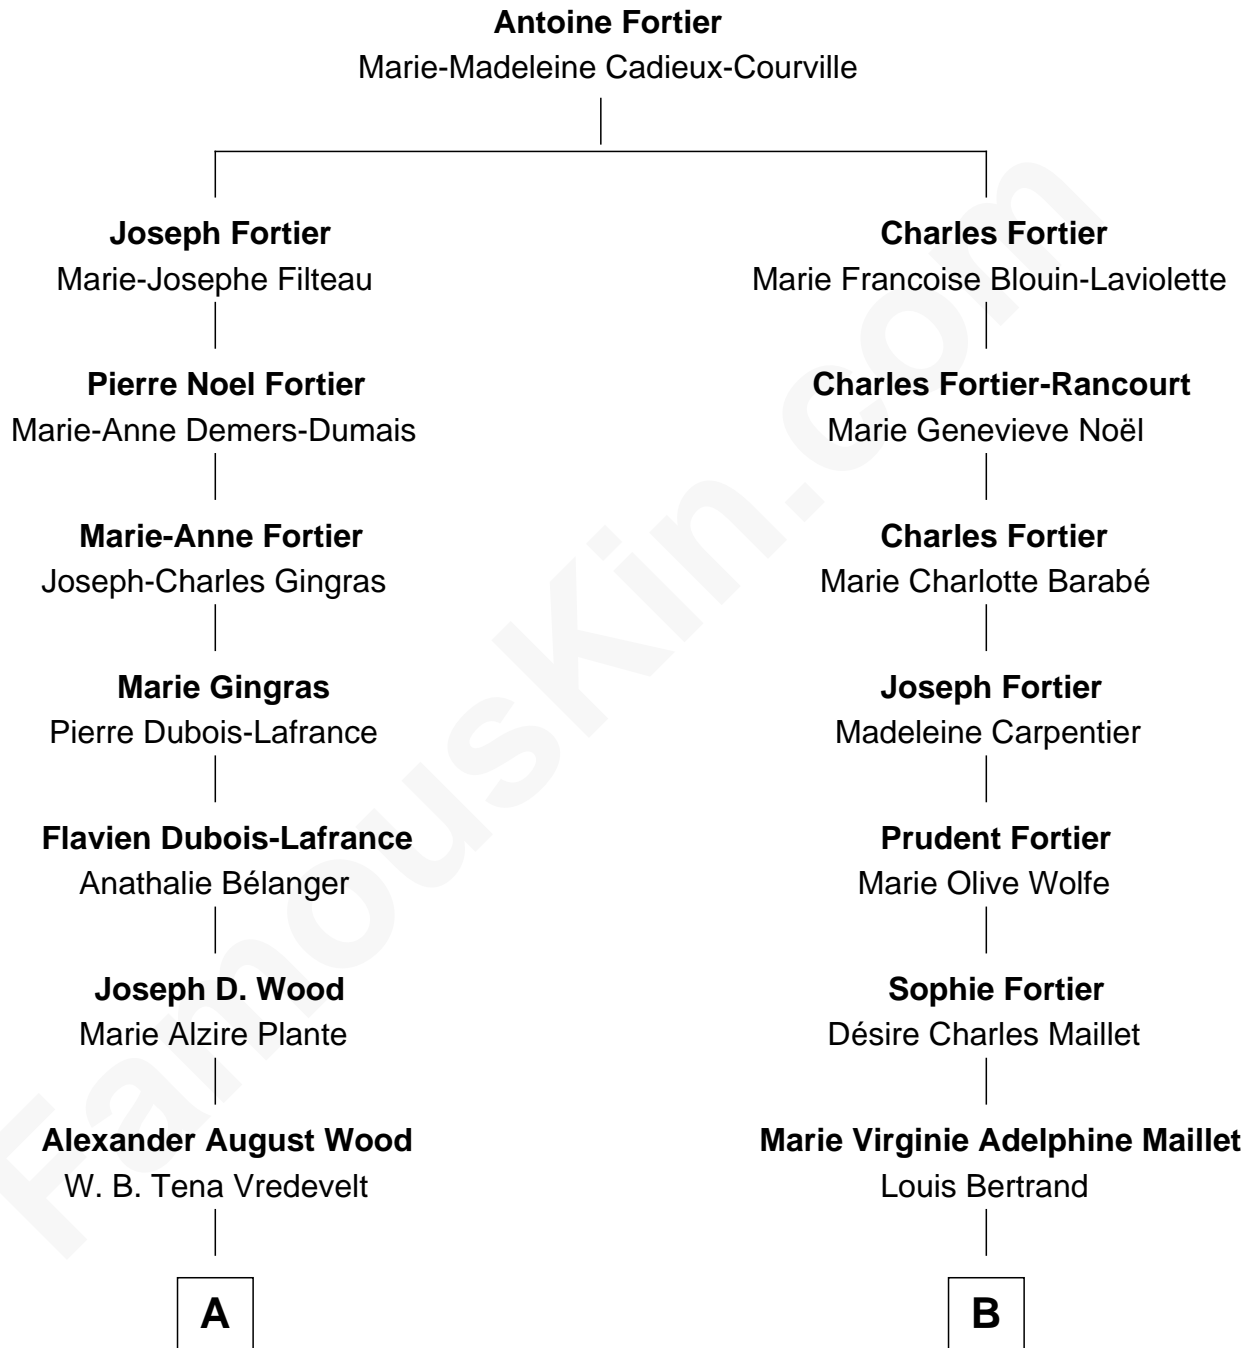 Antoine Fortier
Marie-Madeleine Cadieux-Courville
Joseph Fortier
Marie-Josephe Filteau
Charles Fortier
Marie Francoise Blouin-Laviolette
Pierre Noel Fortier
Marie-Anne Demers-Dumais
Charles Fortier-Rancourt
Marie Genevieve Noël
Marie-Anne Fortier
Joseph-Charles Gingras
Charles Fortier
Marie Charlotte Barabé
Marie Gingras
Pierre Dubois-Lafrance
Joseph Fortier
Madeleine Carpentier
Flavien Dubois-Lafrance
Anathalie Bélanger
Prudent Fortier
Marie Olive Wolfe
Joseph D. Wood
Marie Alzire Plante
Sophie Fortier
Désire Charles Maillet
Alexander August Wood
W. B. Tena Vredevelt
Marie Virginie Adelphine Maillet
Louis Bertrand
A
B
FamousKin.com